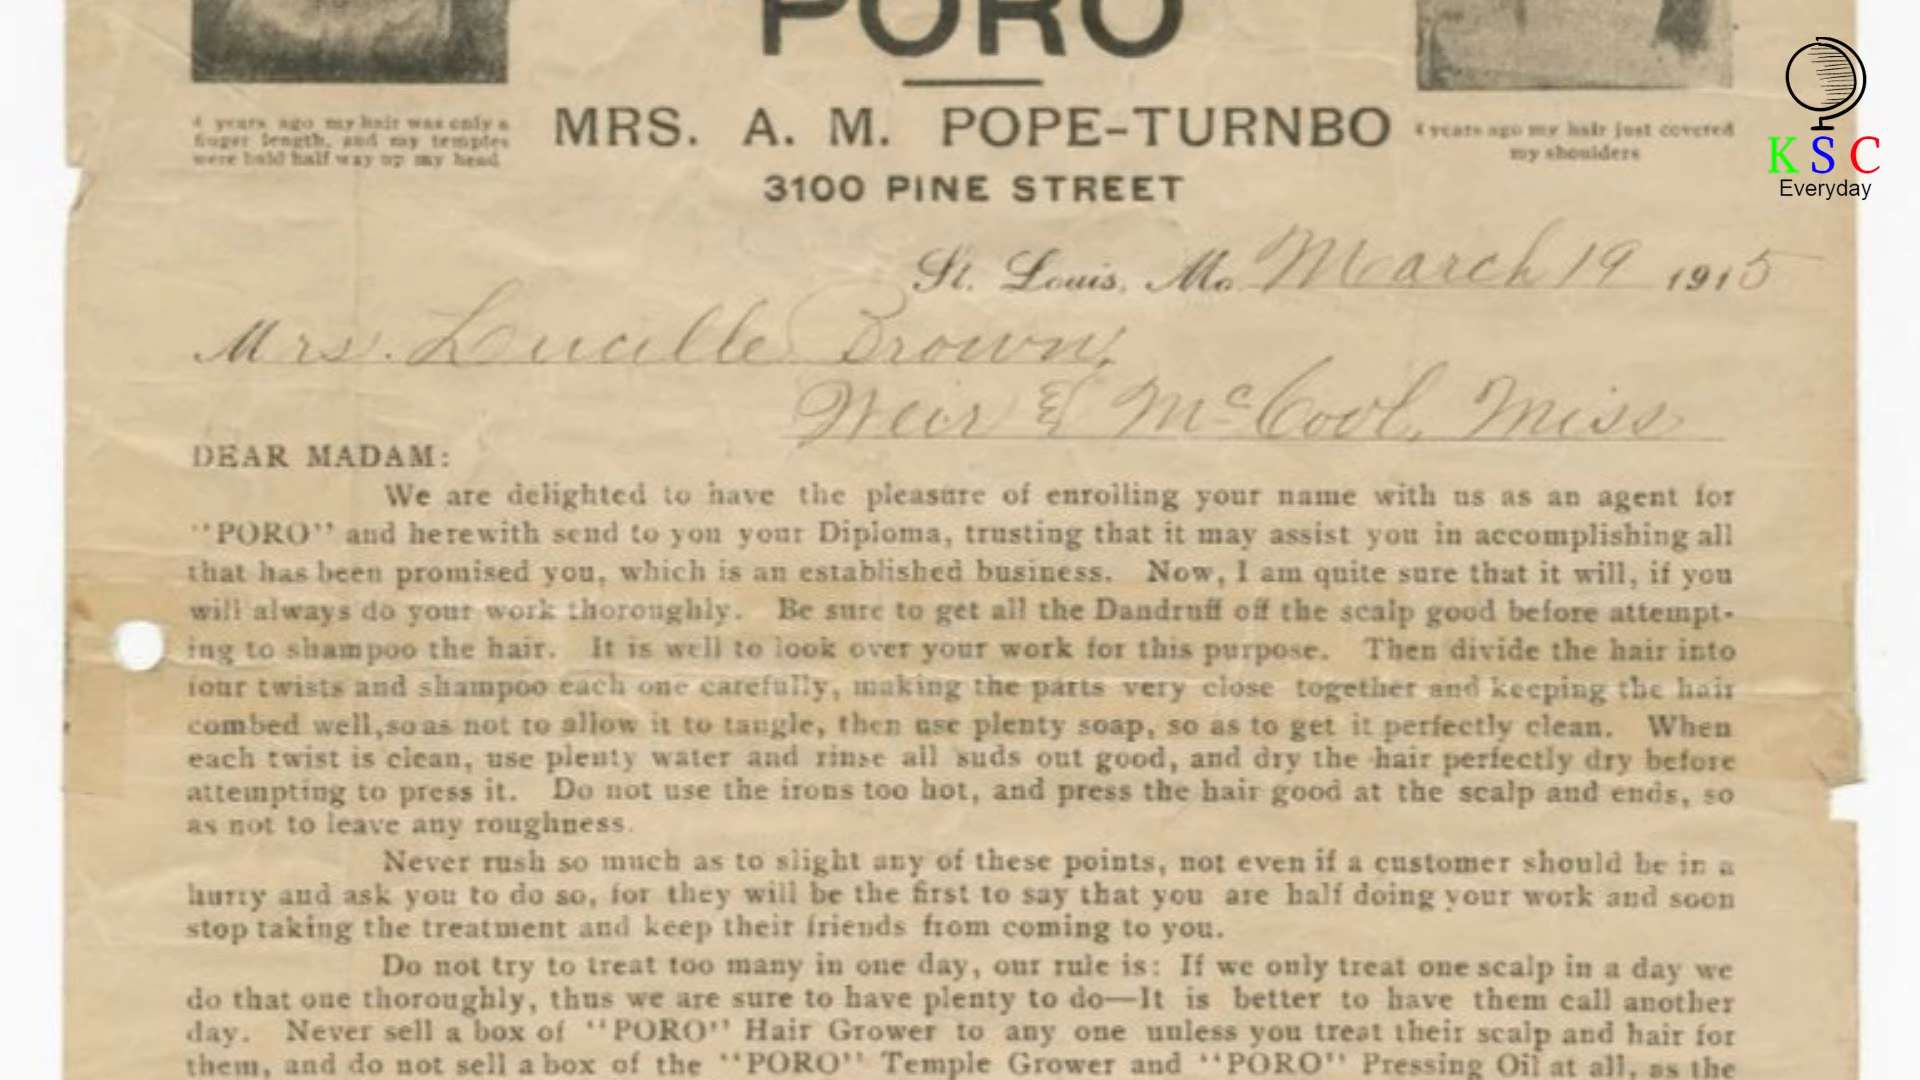 PORO
MRS. A. M. POPE-TURNBO
3100 PINE STREET
4 years ago my hair was only a
finger length, and my temples
were bald half way up my head
4 years ago my hair just covered
my shoulders
K S C
Everyday
St. Louis, Mo. March 19 1915
Mrs. Lucille Brown,
Weir & McCool, Miss
DEAR MADAM:
We are delighted to have the pleasure of enrolling your name with us as an agent for
"PORO" and herewith send to you your Diploma, trusting that it may assist you in accomplishing all
that has been promised you, which is an established business. Now, I am quite sure that it will, if you
will always do your work thoroughly. Be sure to get all the Dandruff off the scalp good before attempt-
ing to shampoo the hair. It is well to look over your work for this purpose. Then divide the hair into
four twists and shampoo each one carefully, making the parts very close together and keeping the hair
combed well, so as not to allow it to tangle, then use plenty soap, so as to get it perfectly clean. When
each twist is clean, use plenty water and rinse all suds out good, and dry the hair perfectly dry before
attempting to press it. Do not use the irons too hot, and press the hair good at the scalp and ends, so
as not to leave any roughness.
Never rush so much as to slight any of these points, not even if a customer should be in a
hurry and ask you to do so, for they will be the first to say that you are half doing your work and soon
stop taking the treatment and keep their friends from coming to you.
Do not try to treat too many in one day, our rule is: If we only treat one scalp in a day we
do that one thoroughly, thus we are sure to have plenty to do—It is better to have them call another
day. Never sell a box of "PORO" Hair Grower to any one unless you treat their scalp and hair for
them, and do not sell a box of the "PORO" Temple Grower and "PORO" Pressing Oil at all, as the